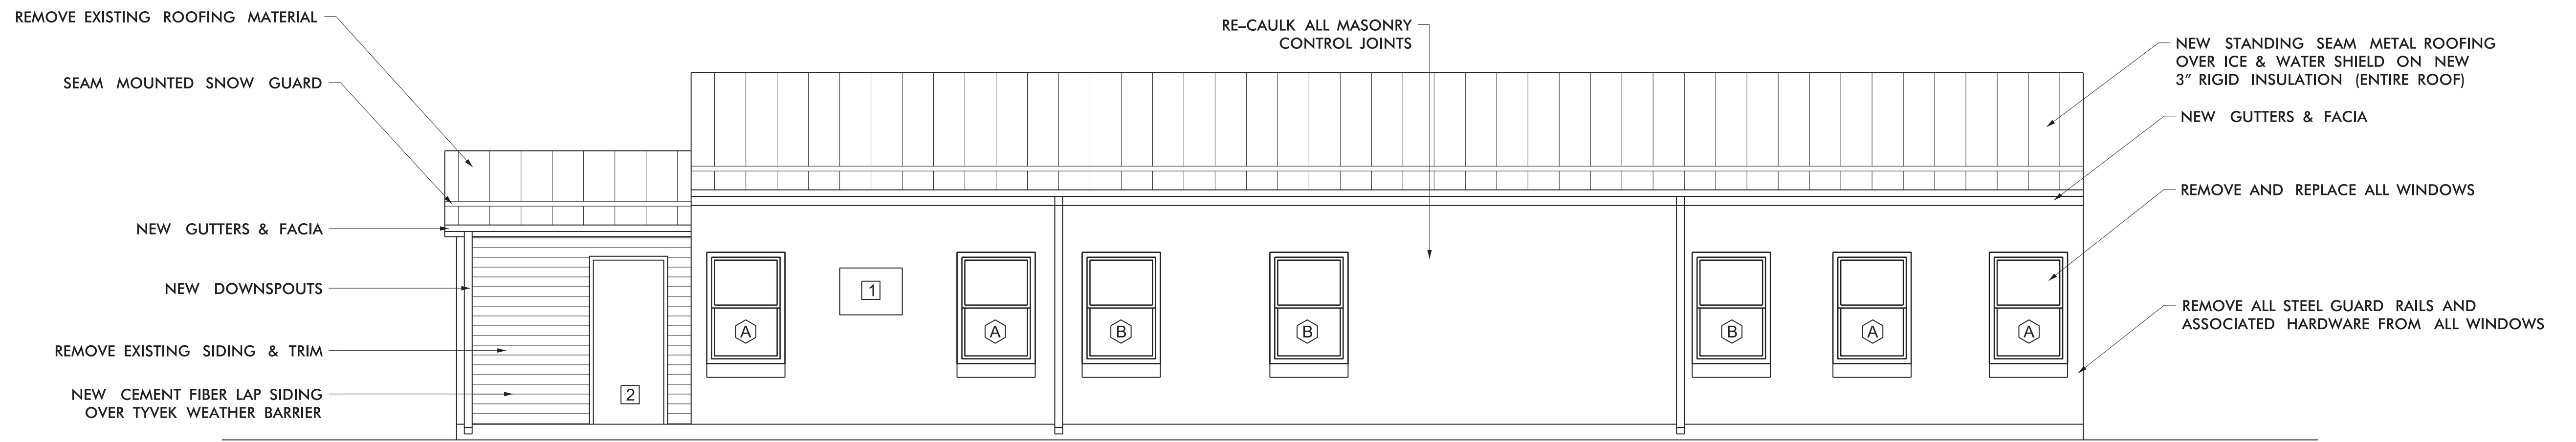 REMOVE EXISTING ROOFING MATERIAL
SEAM MOUNTED SNOW GUARD
NEW GUTTERS & FACIA
NEW DOWNSPOUTS
REMOVE EXISTING SIDING & TRIM
NEW CEMENT FIBER LAP SIDING
OVER TYVEK WEATHER BARRIER
RE–CAULK ALL MASONRY
CONTROL JOINTS
NEW STANDING SEAM METAL ROOFING
OVER ICE & WATER SHIELD ON NEW
3" RIGID INSULATION (ENTIRE ROOF)
NEW GUTTERS & FACIA
REMOVE AND REPLACE ALL WINDOWS
REMOVE ALL STEEL GUARD RAILS AND
ASSOCIATED HARDWARE FROM ALL WINDOWS
1
A
A
B
B
B
A
A
2